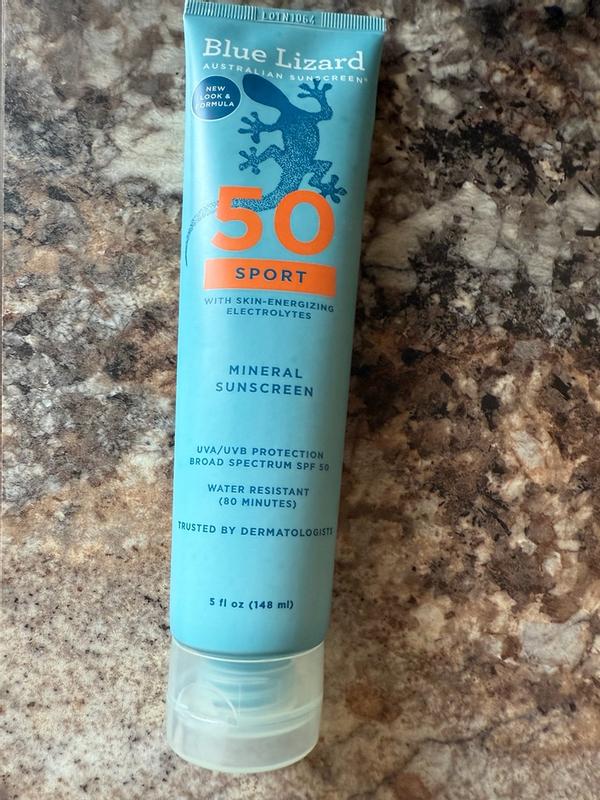 Blue Lizard
AUSTRALIAN SUNSCREEN®
NEW
LOOK &
FORMULA
50
SPORT
WITH SKIN-ENERGIZING
ELECTROLYTES
MINERAL
SUNSCREEN
UVA/UVB PROTECTION
BROAD SPECTRUM SPF 50
WATER RESISTANT
(80 MINUTES)
TRUSTED BY DERMATOLOGISTS
5 fl oz (148 ml)